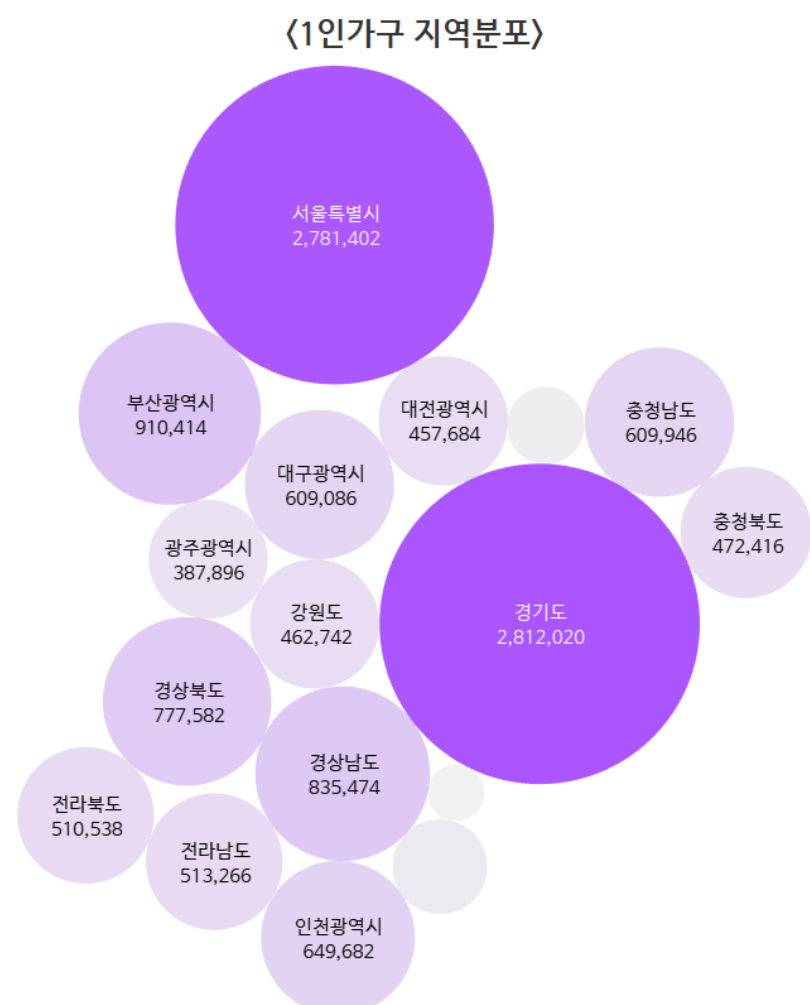 〈1인가구 지역분포〉
서울특별시
2,781,402
부산광역시
910,414
대전광역시
457,684
충청남도
609,946
대구광역시
609,086
충청북도
472,416
광주광역시
387,896
강원도
462,742
경기도
2,812,020
경상북도
777,582
경상남도
835,474
전라북도
510,538
전라남도
513,266
인천광역시
649,682